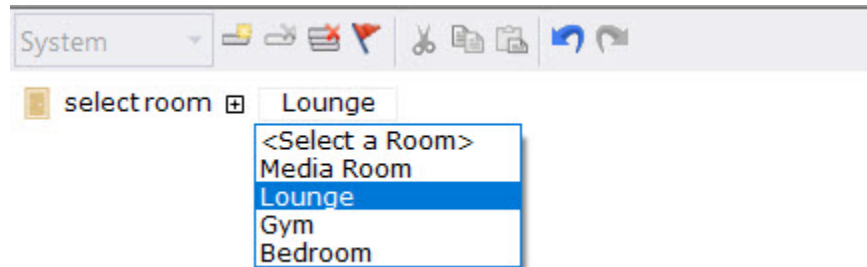 System
select room Lounge
<Select a Room>
Media Room
Lounge
Gym
Bedroom